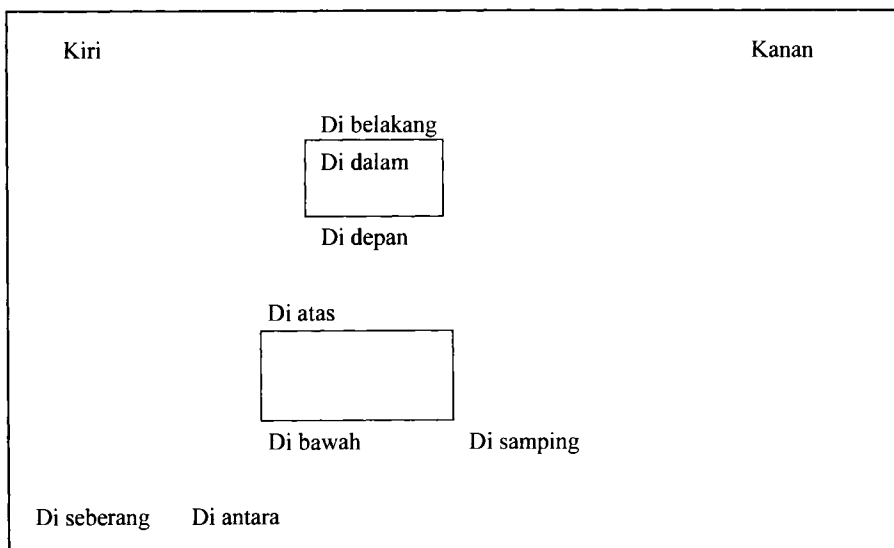 Kiri Kanan
Di belakang
Di dalam
Di depan
Di atas
Di bawah Di samping
Di seberang Di antara